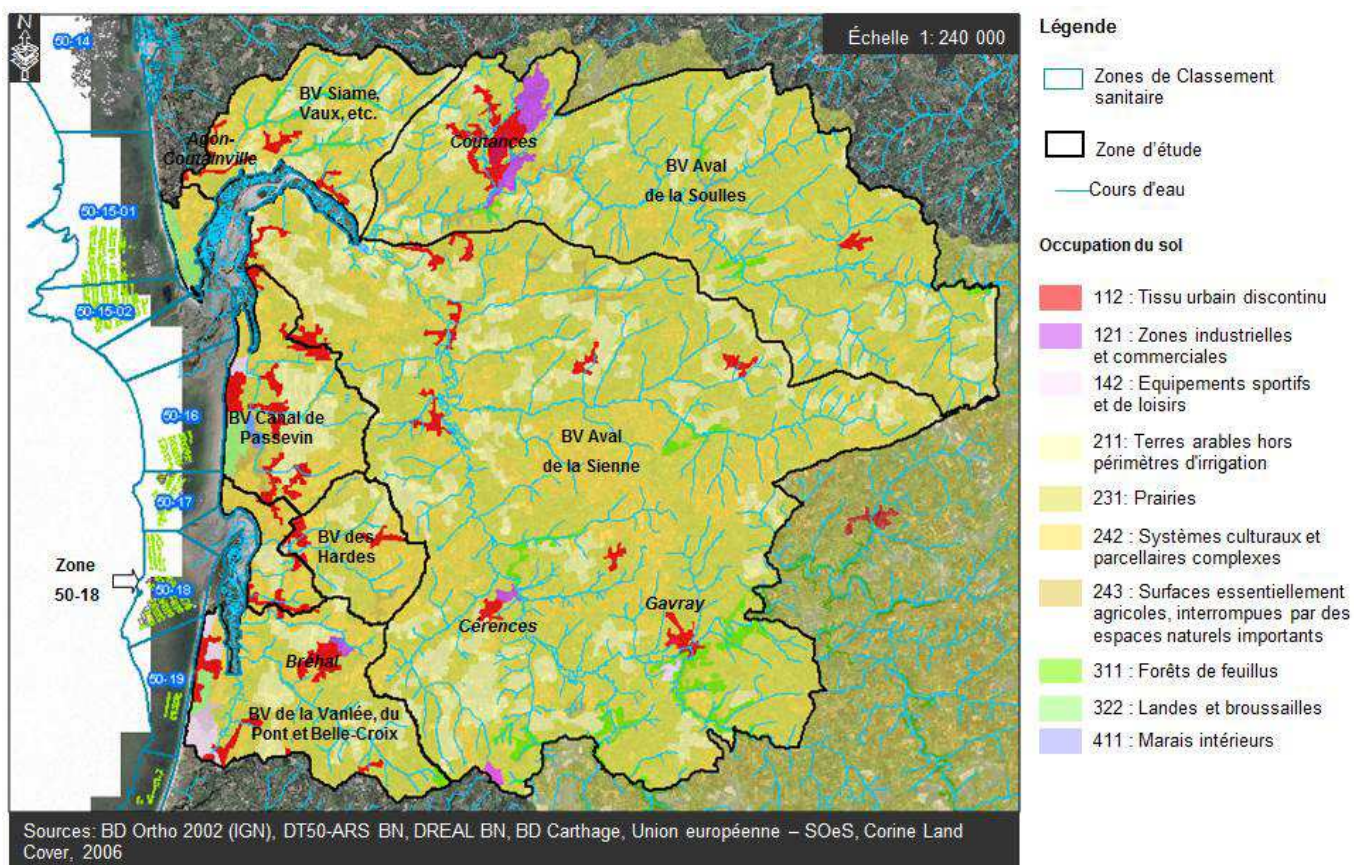 N
Échelle 1: 240 000
50-14
BV Siame,
Vaux, etc.
Agon-
Coutainville
Coutances
BV Aval
de la Soulles
50-15-01
50-15-02
50-16
BV Canal de
Passevin
BV Aval
de la Sienne
50-17
BV des
Hardes
Zone
50-18
50-18
Gavray
Cérences
Bréhal
50-19
BV de la Vanlée, du
Pont et Belle-Croix
Sources: BD Ortho 2002 (IGN), DT50-ARS BN, DREAL BN, BD Carthage, Union européenne – SOeS, Corine Land
Cover, 2006
Légende
Zones de Classement
sanitaire
Zone d'étude
Cours d'eau
Occupation du sol
112 : Tissu urbain discontinu
121 : Zones industrielles
et commerciales
142 : Equipements sportifs
et de loisirs
211: Terres arables hors
périmètres d'irrigation
231: Prairies
242 : Systèmes culturaux et
parcellaires complexes
243 : Surfaces essentiellement
agricoles, interrompues par des
espaces naturels importants
311 : Forêts de feuillus
322 : Landes et broussailles
411 : Marais intérieurs